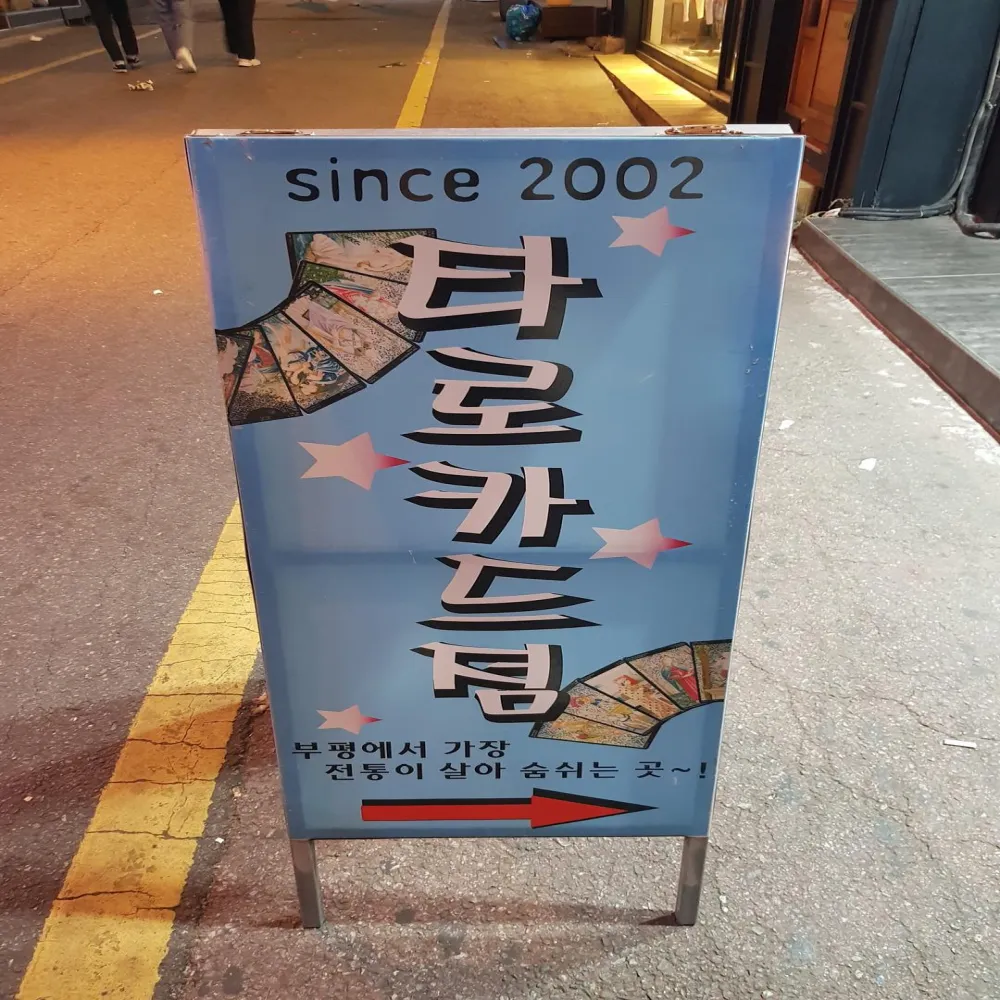 since 2002
타로카드점
부평에서 가장
전통이 살아 숨쉬는 곳~!